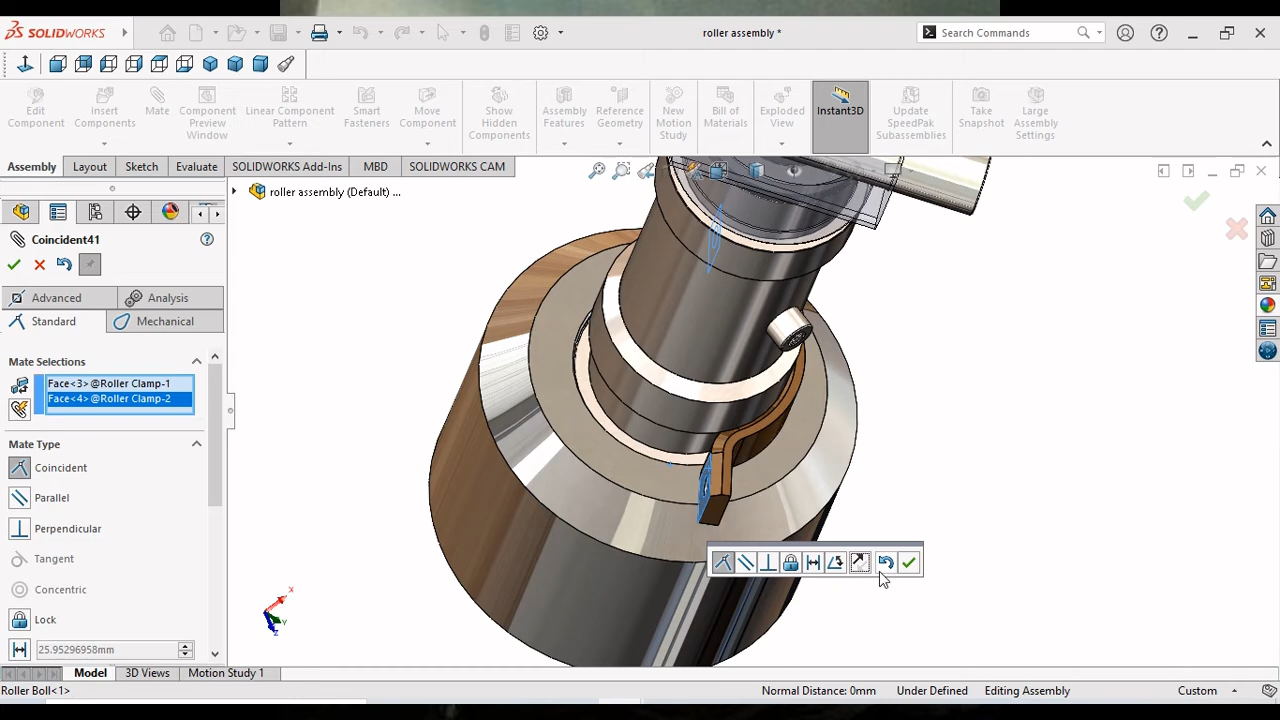 SOLIDWORKS
roller assembly *
Search Commands
Edit Component
Insert Components
Mate
Component Preview Window
Linear Component Pattern
Smart Fasteners
Move Component
Show Hidden Components
Assembly Features
Reference Geometry
New Motion Study
Bill of Materials
Exploded View
Instant3D
Update SpeedPak Subassemblies
Take Snapshot
Large Assembly Settings
Assembly
Layout
Sketch
Evaluate
SOLIDWORKS Add-Ins
MBD
SOLIDWORKS CAM
roller assembly (Default) ...
Coincident41
Advanced
Analysis
Standard
Mechanical
Mate Selections
Face<3>@Roller Clamp-1
Face<4>@Roller Clamp-2
Mate Type
Coincident
Parallel
Perpendicular
Tangent
Concentric
Lock
25.95296958mm
X
Y
Z
Model
3D Views
Motion Study 1
Roller Boll<1>
Normal Distance: 0mm
Under Defined
Editing Assembly
Custom